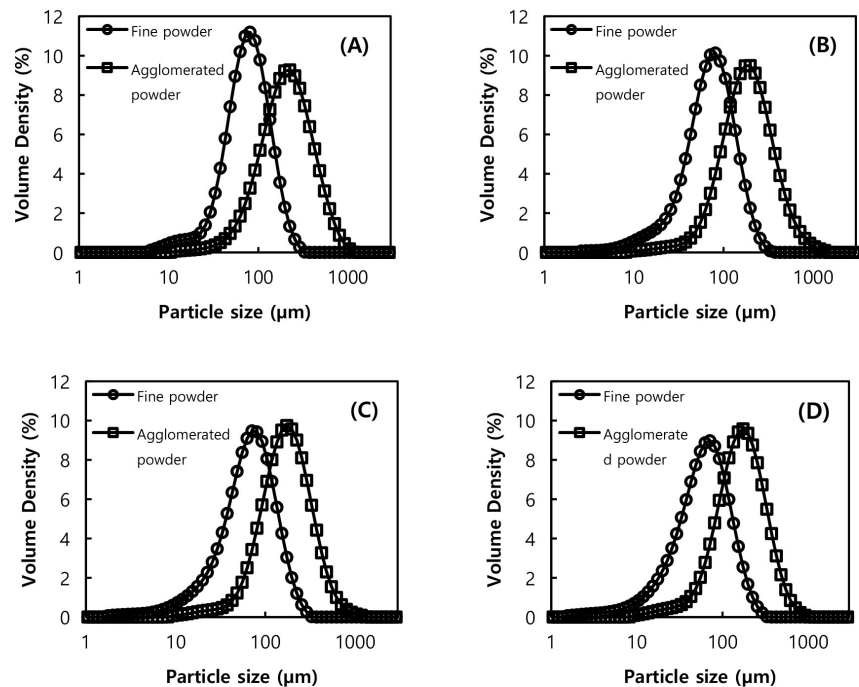 12
10
8
6
4
2
0
Volume Density (%)
Fine powder
Agglomerated
powder
(A)
1 10 100 1000
Particle size (µm)
12
10
8
6
4
2
0
Volume Density (%)
Fine powder
Agglomerated
powder
(B)
1 10 100 1000
Particle size (µm)
12
10
8
6
4
2
0
Volume Density (%)
Fine powder
Agglomerated
powder
(C)
1 10 100 1000
Particle size (µm)
12
10
8
6
4
2
0
Volume Density (%)
Fine powder
Agglomerate
d powder
(D)
1 10 100 1000
Particle size (µm)